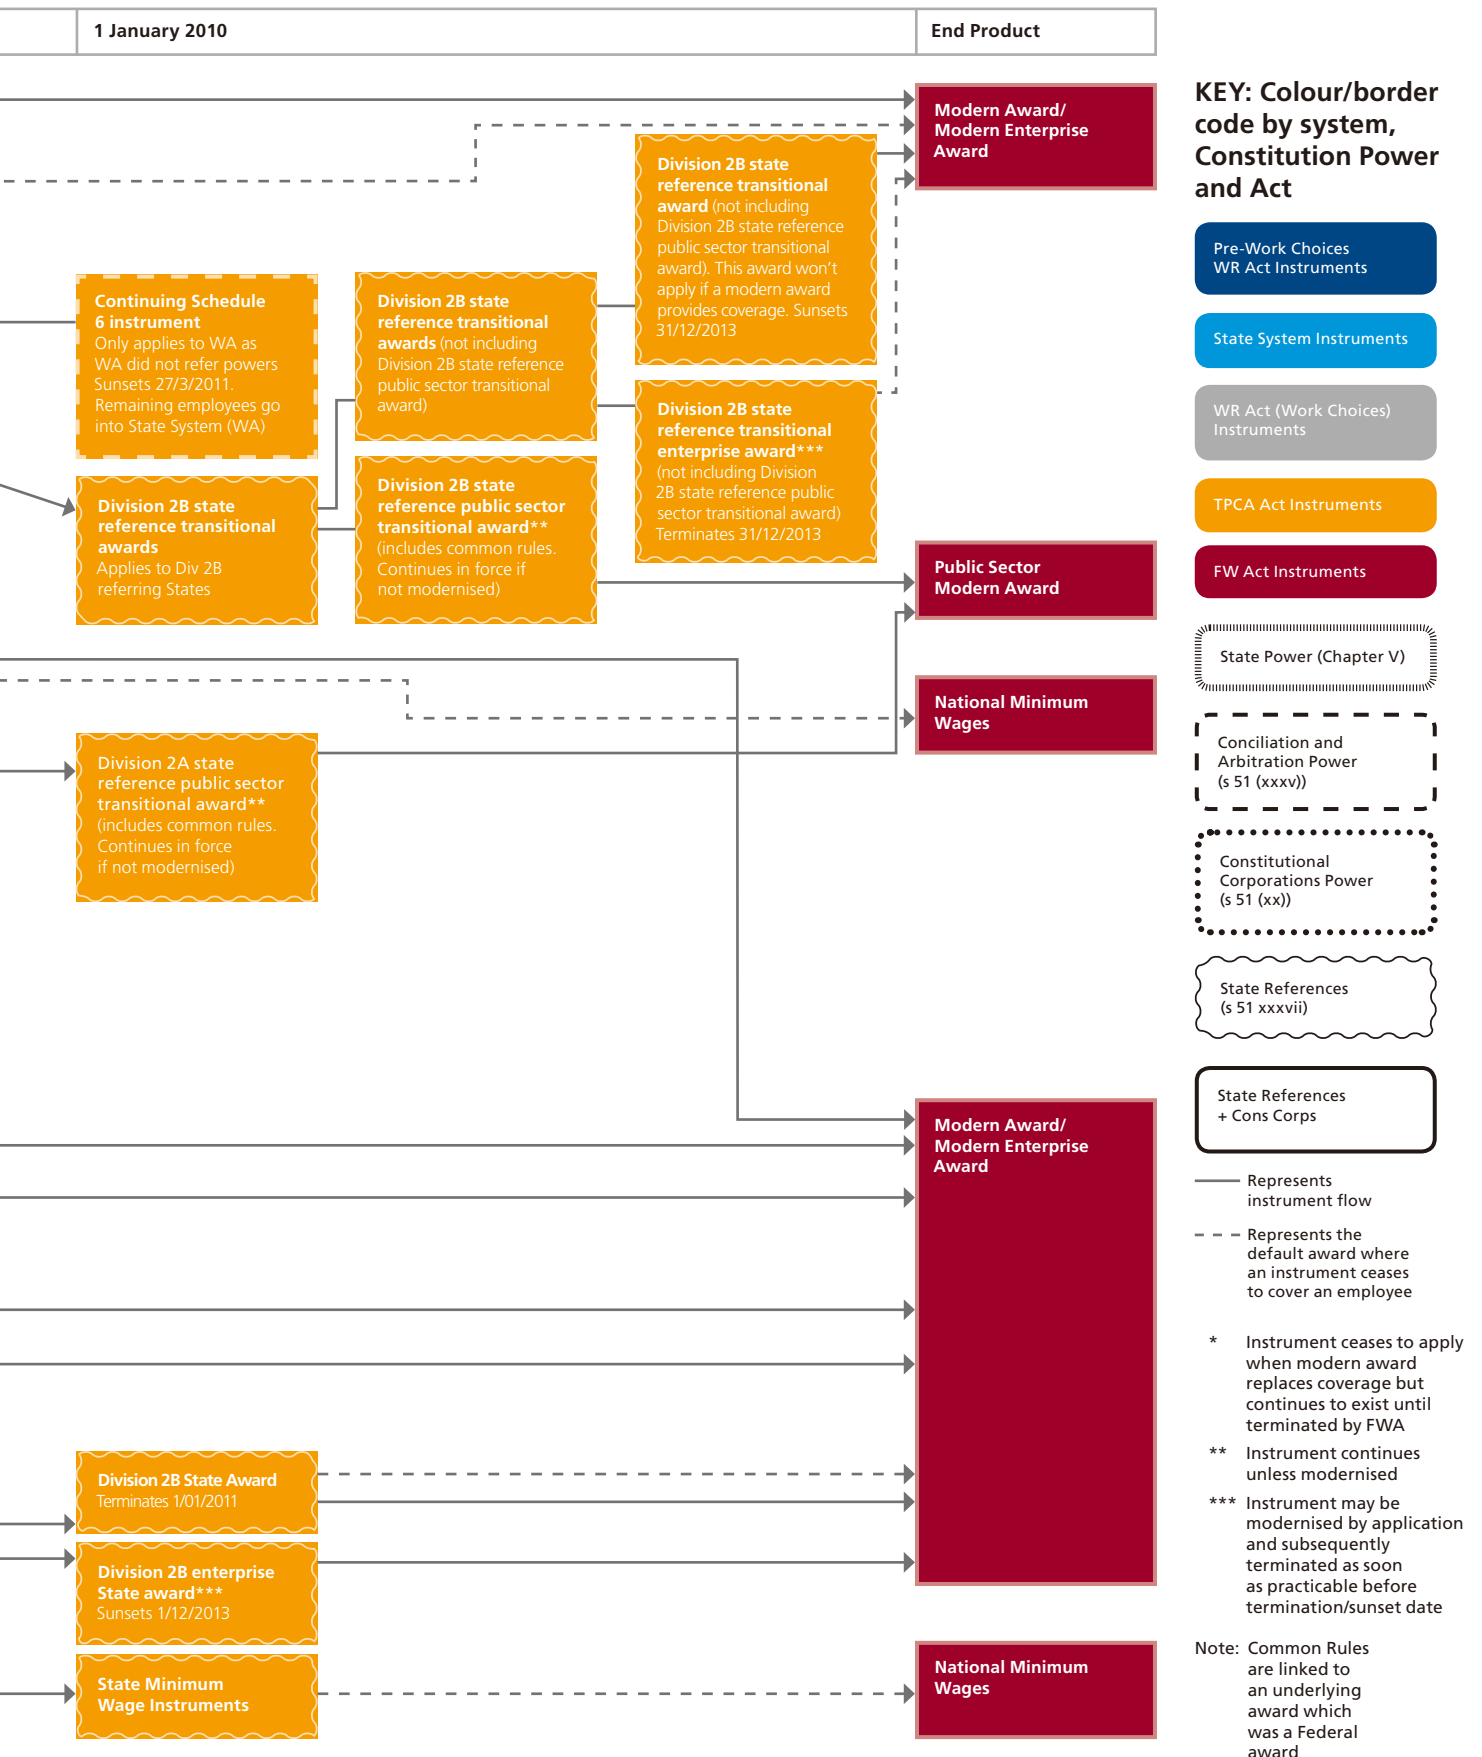 1 January 2010
End Product
Modern Award/
Modern Enterprise
Award
Division 2B state
reference transitional
award (not including
Division 2B state reference
public sector transitional
award). This award won't
apply if a modern award
provides coverage. Sunsets
31/12/2013
Continuing Schedule
6 instrument
Only applies to WA as
WA did not refer powers
Sunsets 27/3/2011.
Remaining employees go
into State System (WA)
Division 2B state
reference transitional
awards (not including
Division 2B state reference
public sector transitional
award)
Division 2B state
reference transitional
enterprise award***
(not including Division
2B state reference public
sector transitional award)
Terminates 31/12/2013
Division 2B state
reference transitional
awards
Applies to Div 2B
referring States
Division 2B state
reference public sector
transitional award**
(includes common rules.
Continues in force if
not modernised)
Public Sector
Modern Award
National Minimum
Wages
Division 2A state
reference public sector
transitional award**
(includes common rules.
Continues in force
if not modernised)
Modern Award/
Modern Enterprise
Award
Division 2B State Award
Terminates 1/01/2011
Division 2B enterprise
State award***
Sunsets 1/12/2013
State Minimum
Wage Instruments
National Minimum
Wages
KEY: Colour/border
code by system,
Constitution Power
and Act
Pre-Work Choices
WR Act Instruments
State System Instruments
WR Act (Work Choices)
Instruments
TPCA Act Instruments
FW Act Instruments
State Power (Chapter V)
Conciliation and
Arbitration Power
(s 51 (xxxv))
Constitutional
Corporations Power
(s 51 (xx))
State References
(s 51 xxxvii)
State References
+ Cons Corps
Represents
instrument flow
Represents the
default award where
an instrument ceases
to cover an employee
* Instrument ceases to apply
when modern award
replaces coverage but
continues to exist until
terminated by FWA
** Instrument continues
unless modernised
*** Instrument may be
modernised by application
and subsequently
terminated as soon
as practicable before
termination/sunset date
Note: Common Rules
are linked to
an underlying
award which
was a Federal
award